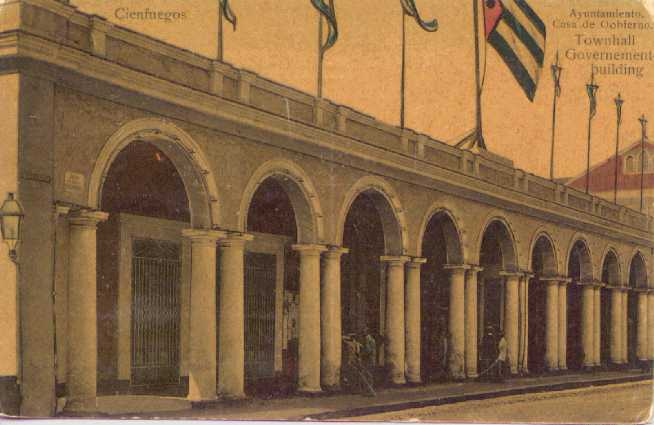 Cienfuegos
Ayuntamiento.
Casa de Gobierno.
Townhall
Governement-
building